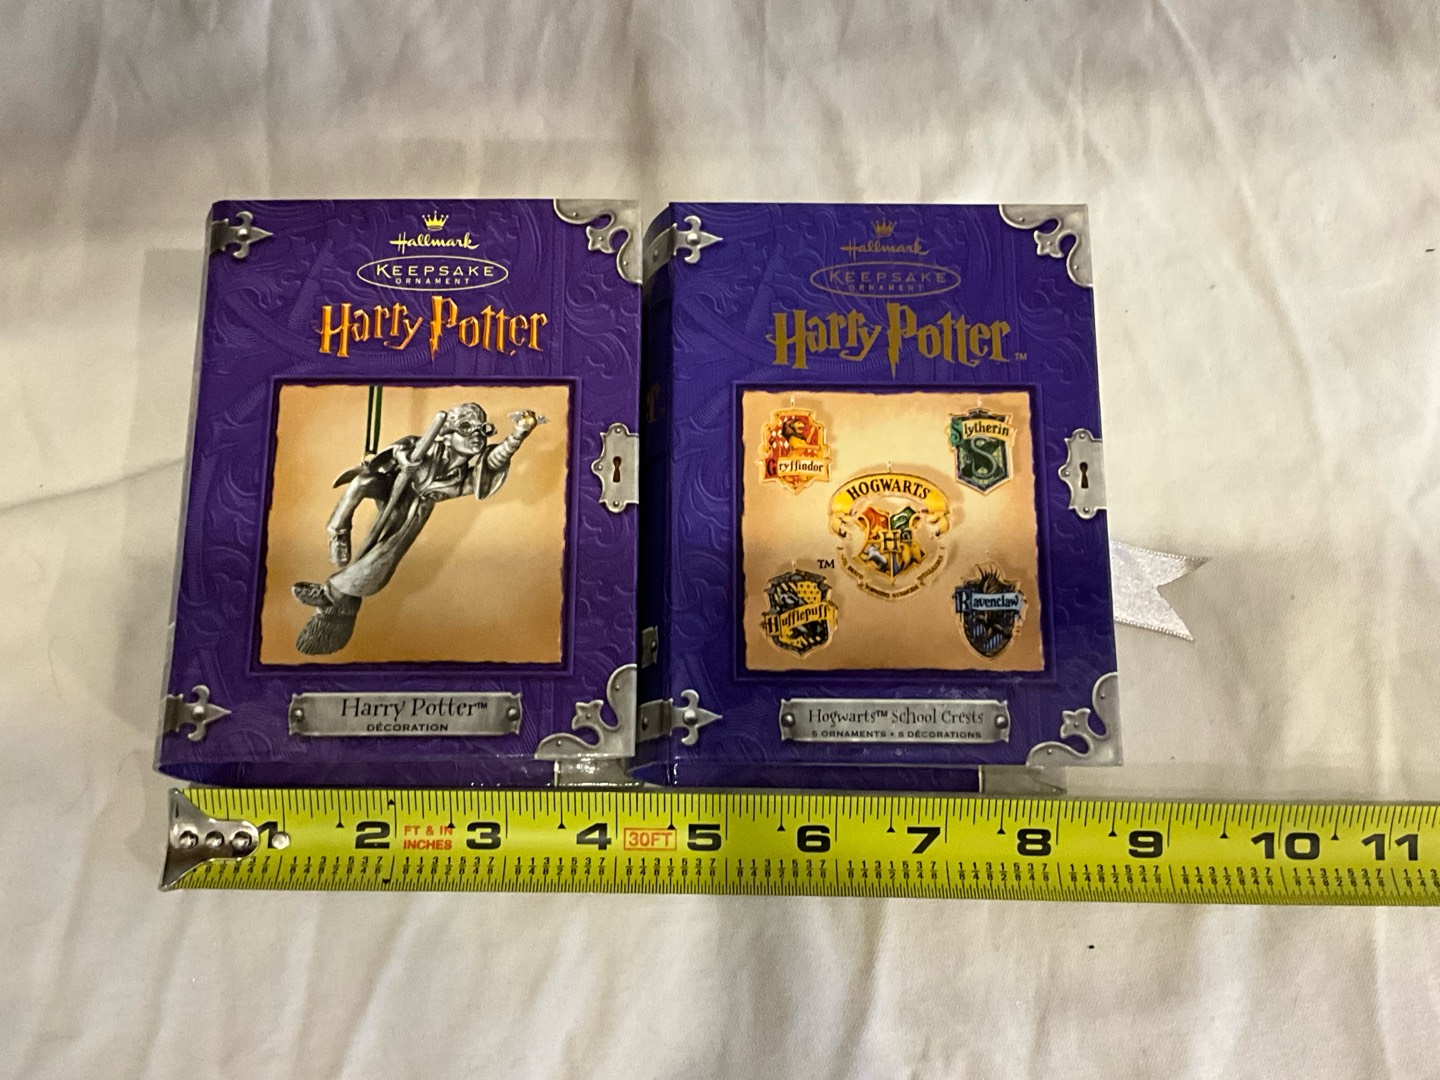 Hallmark
KEEPSAKE
ORNAMENT
Harry Potter
Harry Potter™
DÉCORATION
Hallmark
KEEPSAKE
ORNAMENT
Harry Potter™
Gryffindor
Slytherin
HOGWARTS
H
™
Hufflepuff
Ravenclaw
Hogwarts™ School Crests
5 ORNAMENTS • 5 DÉCORATIONS
1 2 FT & IN 3 4 30FT 5 6 7 8 9 10 11
INCHES